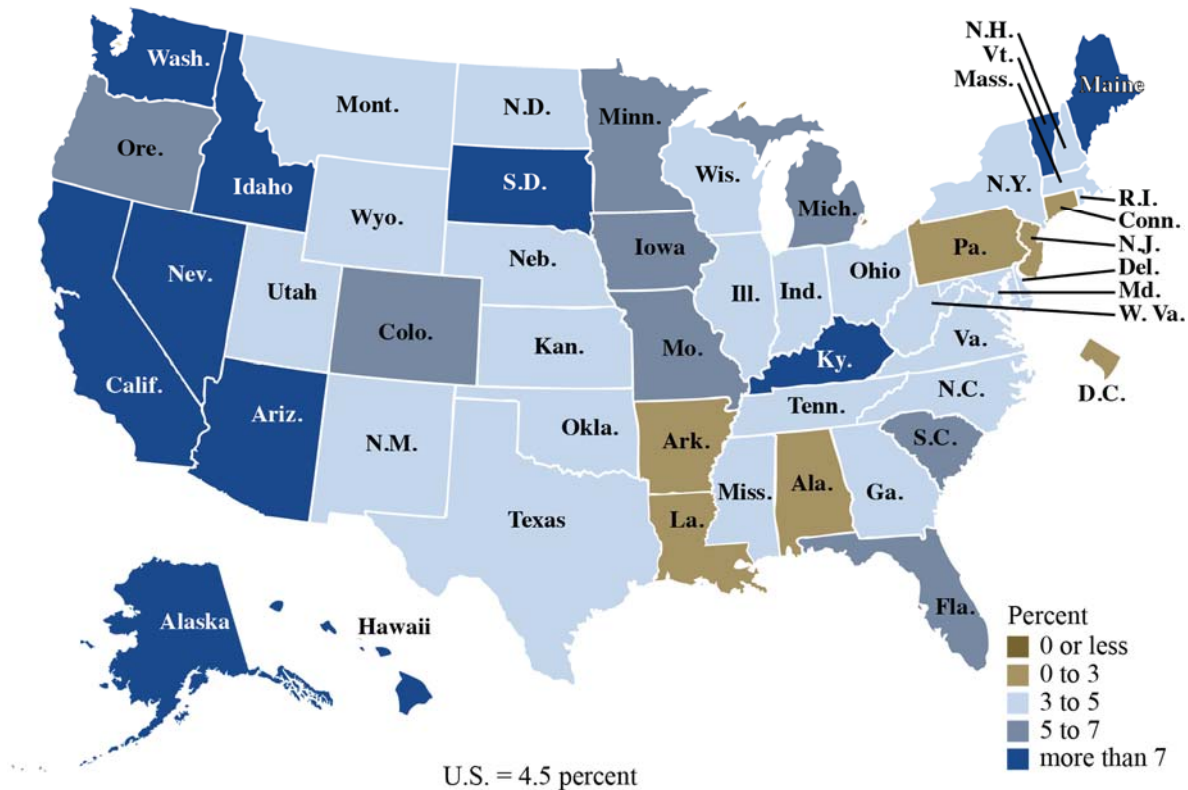 N.H.
Vt.
Mass.
Maine
Wash.
Mont.
N.D.
Minn.
Ore.
Idaho
S.D.
Wis.
N.Y.
Wyo.
Mich.
R.I.
Conn.
N.J.
Del.
Md.
W. Va.
Iowa
Pa.
Nev.
Utah
Neb.
Ill.
Ind.
Ohio
Colo.
Kan.
Mo.
Ky.
Va.
D.C.
Calif.
Ariz.
N.M.
Okla.
Ark.
Tenn.
N.C.
S.C.
Texas
La.
Miss.
Ala.
Ga.
Fla.
Alaska
Hawaii
Percent
0 or less
0 to 3
3 to 5
5 to 7
more than 7
U.S. = 4.5 percent